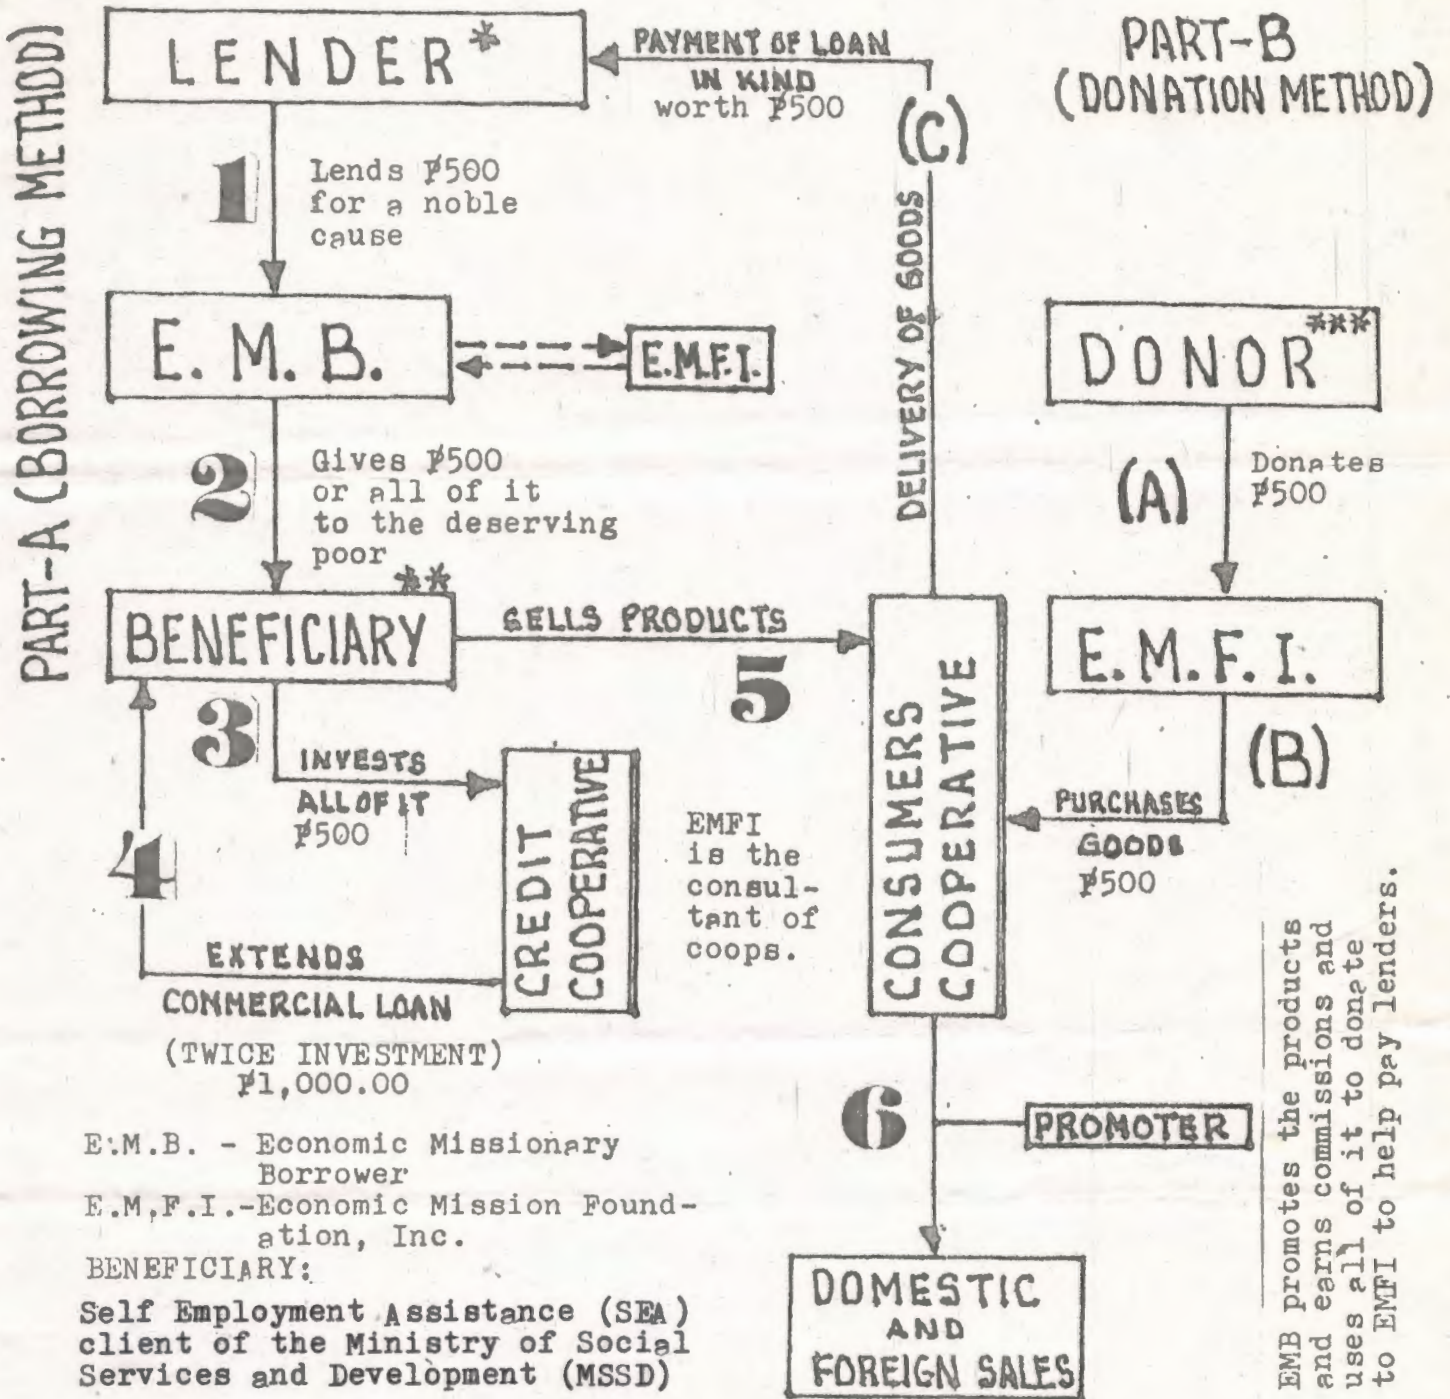 PART-A (BORROWING METHOD)
LENDER*
PAYMENT OF LOAN
IN KIND
worth ₱500
PART-B
(DONATION METHOD)
(C)
1
Lends ₱500
for a noble
cause
DELIVERY OF GOODS
E. M. B.
E.M.F.I.
DONOR***
2
Gives ₱500
or all of it
to the deserving
poor
(A)
Donates
₱500
BENEFICIARY**
SELLS PRODUCTS
5
CONSUMERS
COOPERATIVE
E. M. F. I.
3
INVESTS
ALL OF IT
₱500
CREDIT
COOPERATIVE
EMFI
is the
consul-
tant of
coops.
(B)
PURCHASES
GOODS
₱500
4
EXTENDS
COMMERCIAL LOAN
(TWICE INVESTMENT)
₱1,000.00
6
PROMOTER
EMB promotes the products
and earns commissions and
uses all of it to donate
to EMFI to help pay lenders.
E.M.B. - Economic Missionary
Borrower
E.M.F.I.-Economic Mission Found-
ation, Inc.
BENEFICIARY:
Self Employment Assistance (SEA)
client of the Ministry of Social
Services and Development (MSSD)
DOMESTIC
AND
FOREIGN SALES